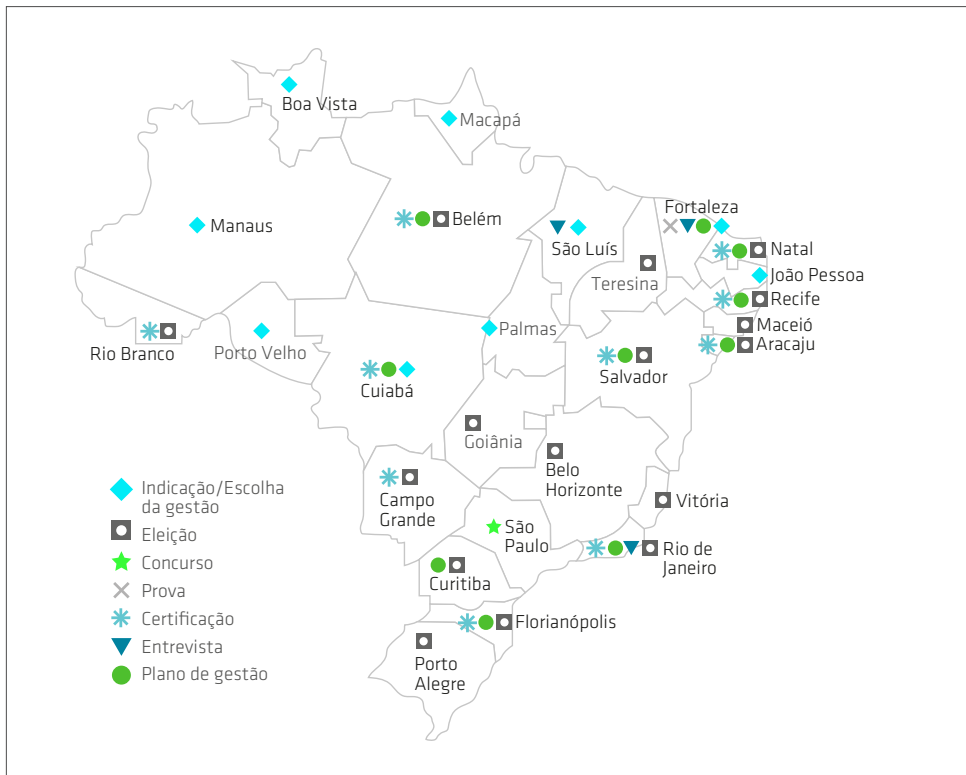 Boa Vista
Macapá
Manaus
Belém
São Luís
Fortaleza
Natal
Teresina
João Pessoa
Recife
Maceió
Aracaju
Rio Branco
Porto Velho
Palmas
Cuiabá
Salvador
Goiânia
Belo
Horizonte
Campo
Grande
Vitória
São
Paulo
Rio de
Janeiro
Curitiba
Florianópolis
Porto
Alegre
Indicação/Escolha
da gestão
Eleição
Concurso
Prova
Certificação
Entrevista
Plano de gestão